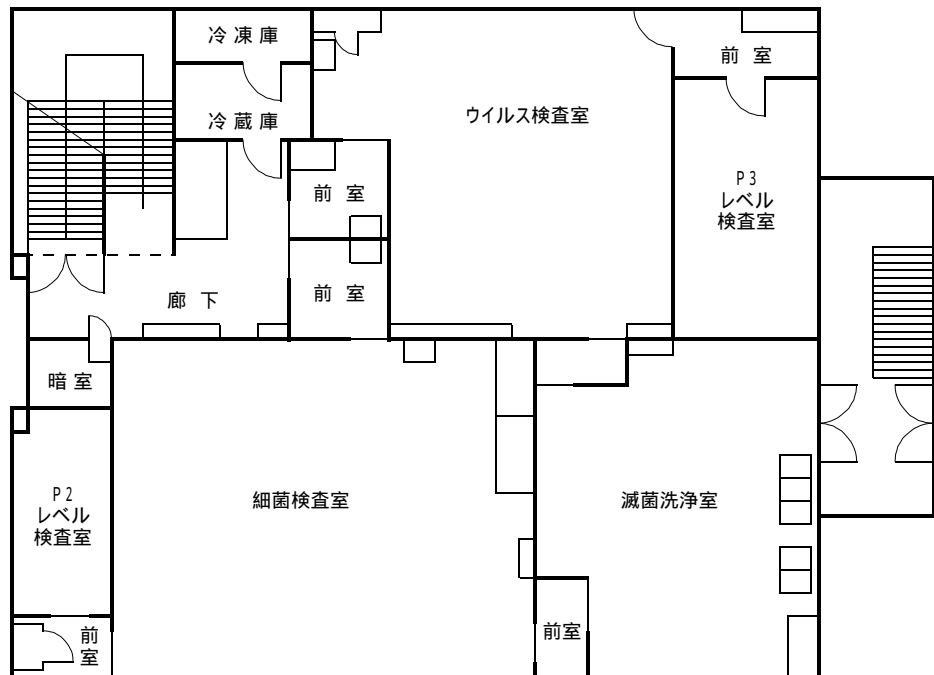 冷凍庫
前室
冷蔵庫
ウイルス検査室
P3
レベル
検査室
前室
前室
廊下
暗室
P2
レベル
検査室
細菌検査室
滅菌洗浄室
前
室
前室